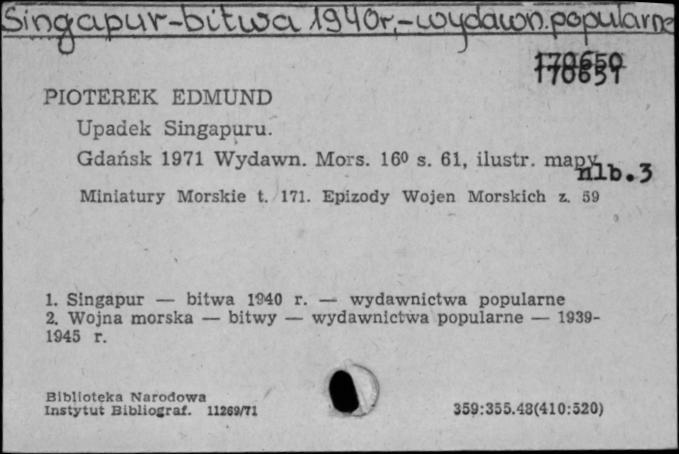 Singapur-bitwa 1940r,-wydawn.popularne
170650
170651
PIOTEREK EDMUND
Upadek Singapuru.
Gdańsk 1971 Wydawn. Mors. 16⁰ s. 61, ilustr. mapy
nlb.3
Miniatury Morskie t. 171. Epizody Wojen Morskich z. 59
1. Singapur — bitwa 1940 r. — wydawnictwa popularne
2. Wojna morska — bitwy — wydawnictwa popularne — 1939-
1945 r.
Biblioteka Narodowa
Instytut Bibliograf. 11269/71
359:355.48(410:520)